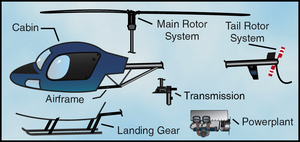 Cabin
Main Rotor
System
Tail Rotor
System
Airframe
Transmission
Landing Gear
Powerplant